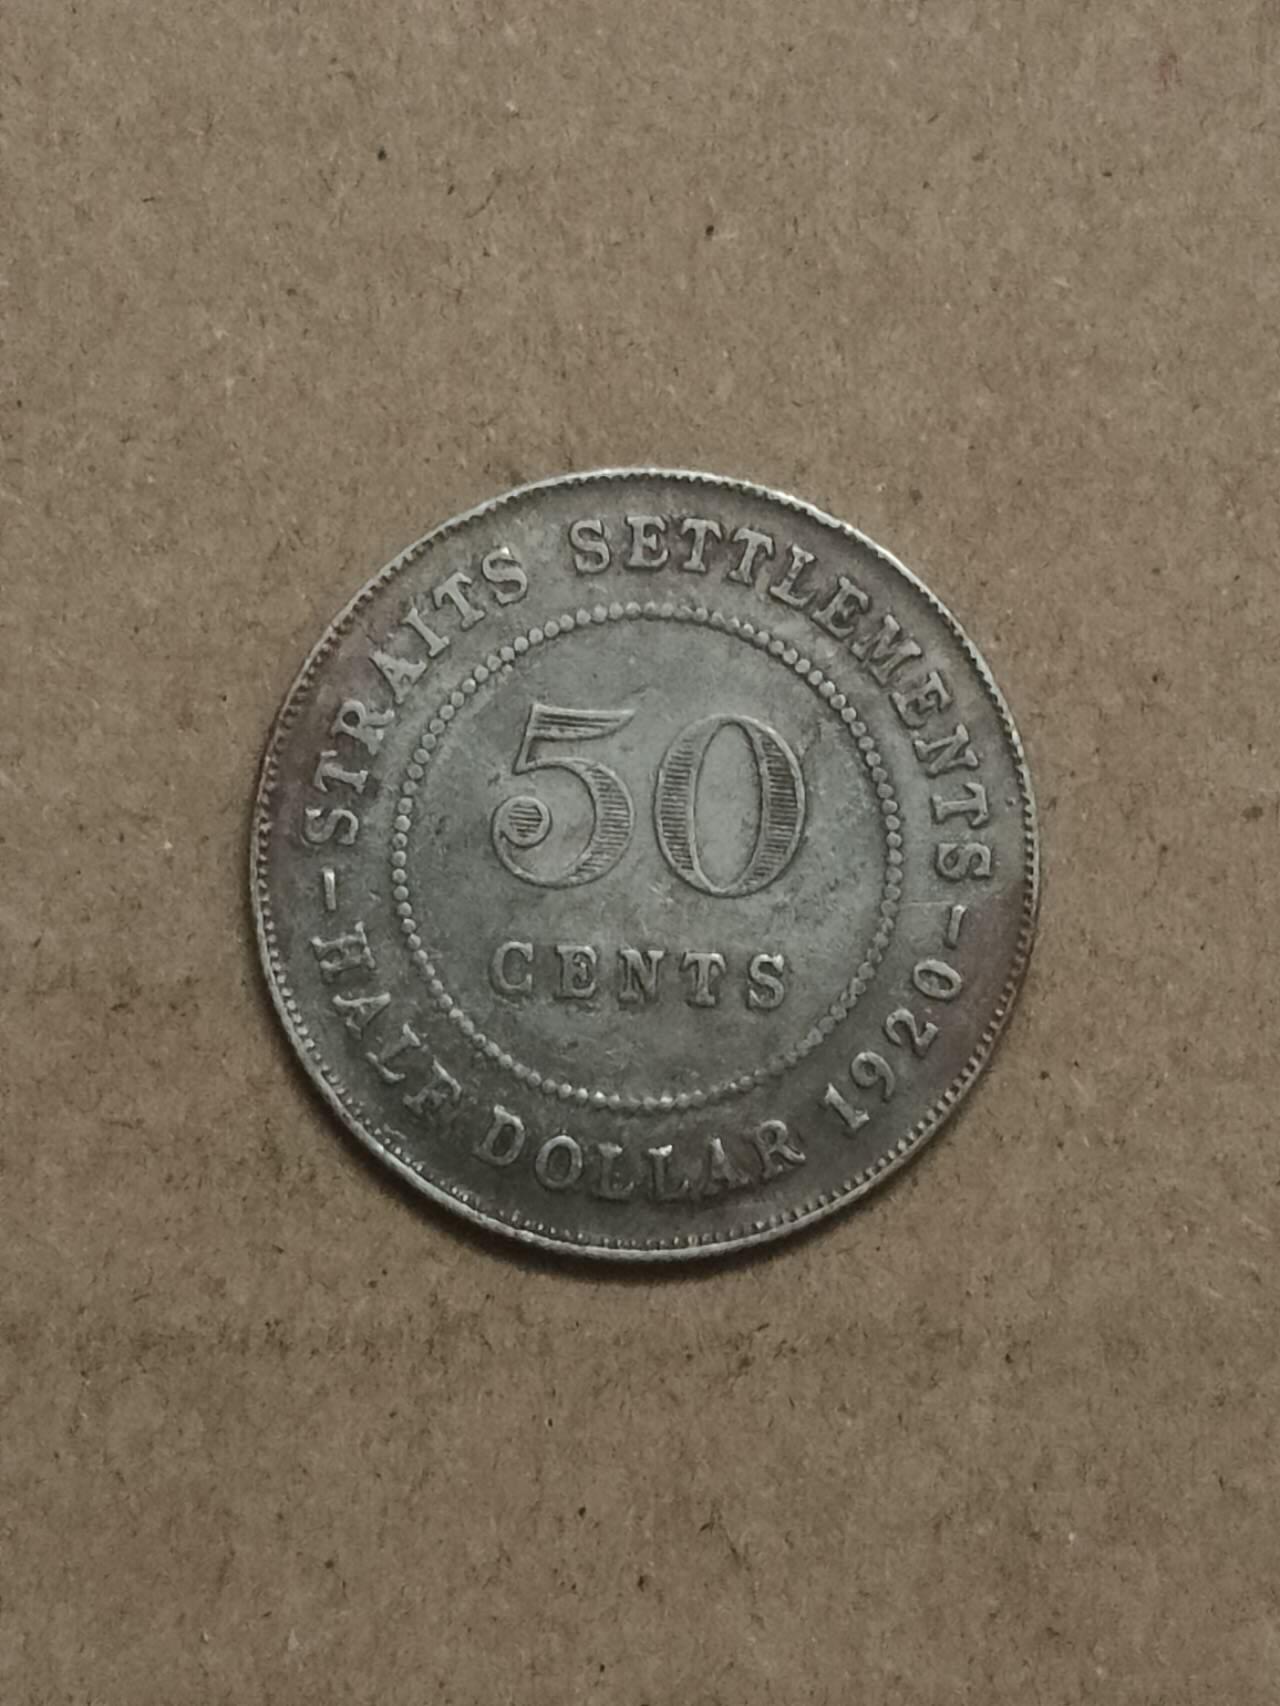 STRAITS SETTLEMENTS
50
CENTS
HALF DOLLAR 1920